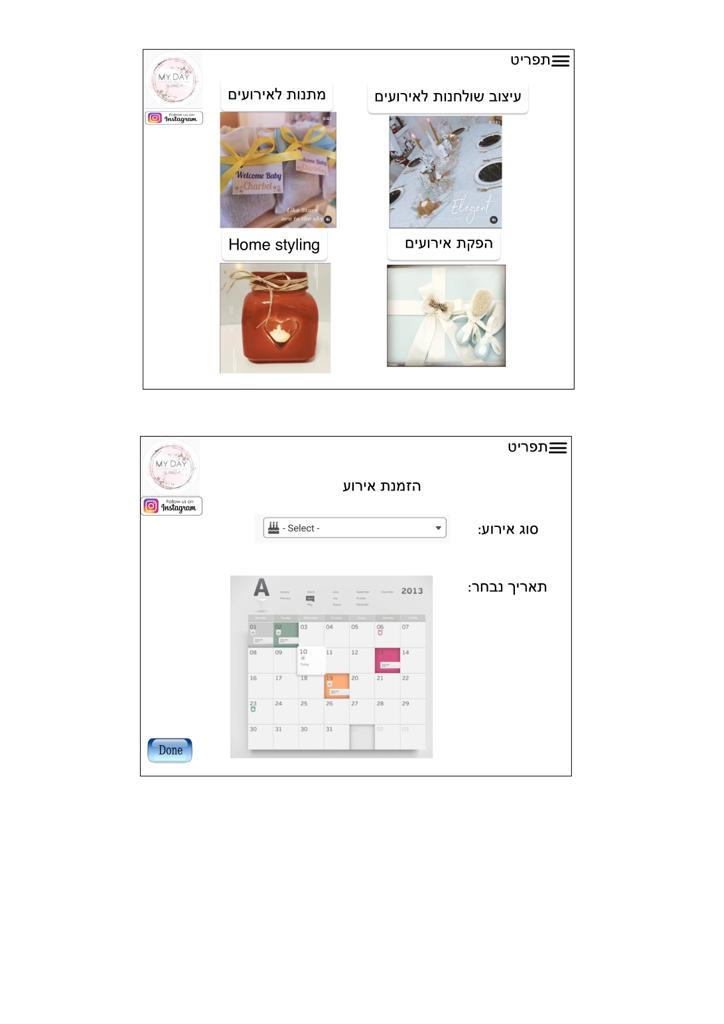 תפריט
MY DAY
Follow us on
Instagram
עיצוב שולחנות לאירועים
מתנות לאירועים
Welcome Baby
Charbel
Elegant
הפקת אירועים
Home styling
תפריט
MY DAY
Follow us on
Instagram
הזמנת אירוע
סוג אירוע:
- Select -
תאריך נבחר:
A
2013
01 02 03 04 05 06 07
08 09 10 11 12 14
16 17 18 19 20 21 22
23 24 25 26 27 28 29
30 30 31 31
Done